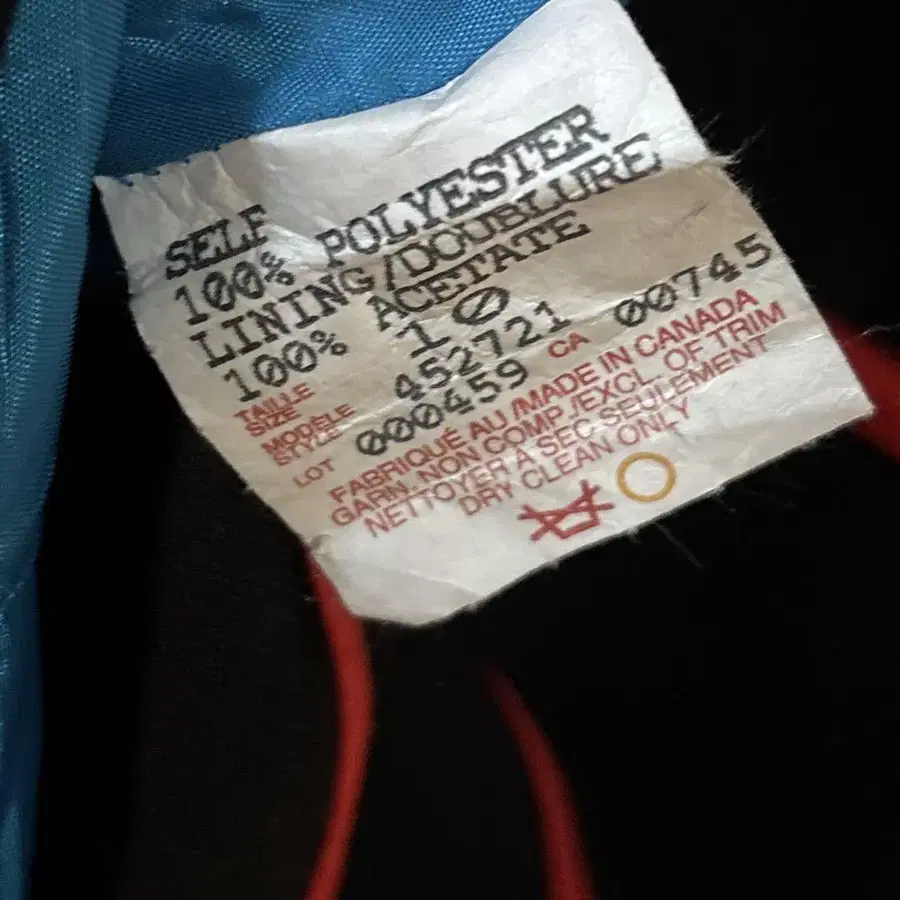 SELF
100% POLYESTER
LINING/DOUBLURE
100% ACETATE
TAILLE
SIZE 10
MODÈLE
STYLE 452721
LOT 000459 CA 00745
FABRIQUÉ AU/MADE IN CANADA
GARN. NON COMP./EXCL. OF TRIM
NETTOYER A SEC SEULEMENT
DRY CLEAN ONLY